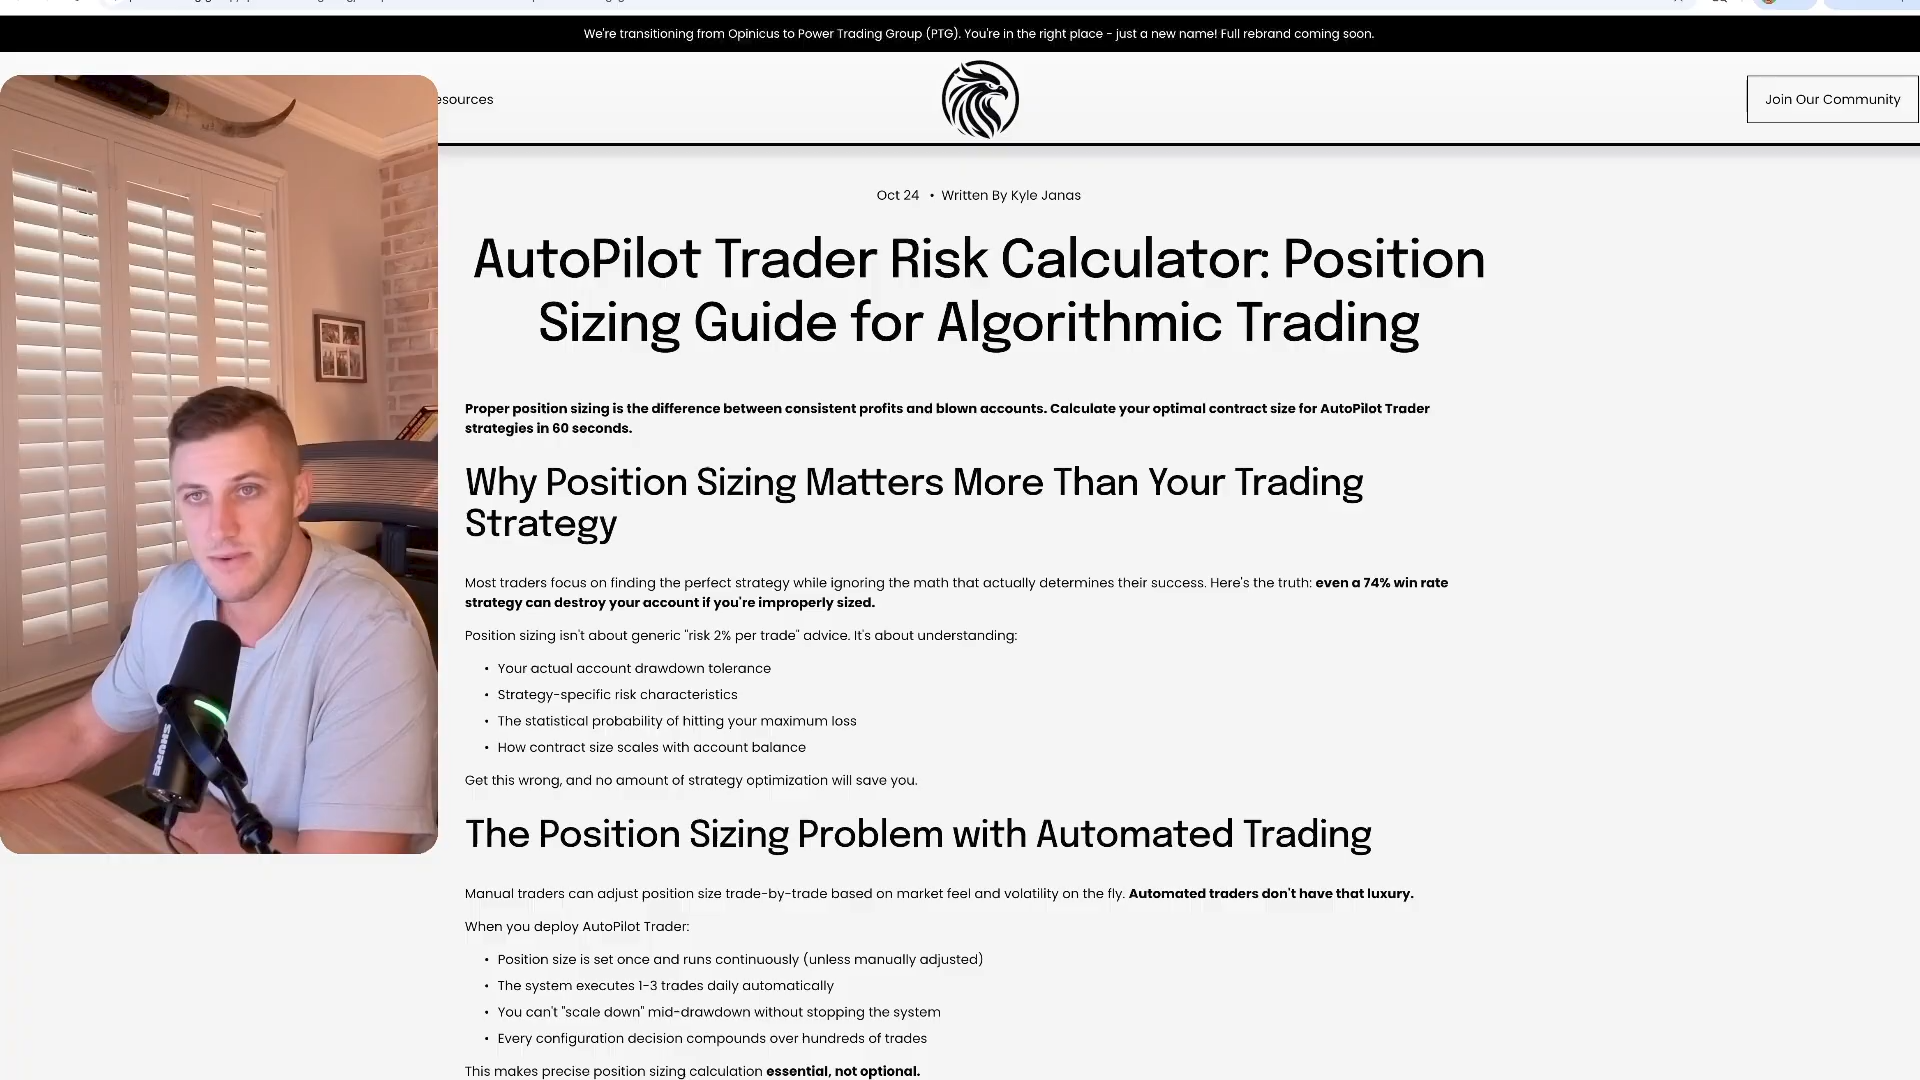 We're transitioning from Opinicus to Power Trading Group (PTG). You're in the right place - just a new name! Full rebrand coming soon.
esources
Join Our Community
Oct 24 • Written By Kyle Janas
AutoPilot Trader Risk Calculator: Position
Sizing Guide for Algorithmic Trading
Proper position sizing is the difference between consistent profits and blown accounts. Calculate your optimal contract size for AutoPilot Trader
strategies in 60 seconds.
Why Position Sizing Matters More Than Your Trading
Strategy
Most traders focus on finding the perfect strategy while ignoring the math that actually determines their success. Here's the truth: even a 74% win rate
strategy can destroy your account if you're improperly sized.
Position sizing isn't about generic "risk 2% per trade" advice. It's about understanding:
• Your actual account drawdown tolerance
• Strategy-specific risk characteristics
• The statistical probability of hitting your maximum loss
• How contract size scales with account balance
Get this wrong, and no amount of strategy optimization will save you.
The Position Sizing Problem with Automated Trading
Manual traders can adjust position size trade-by-trade based on market feel and volatility on the fly. Automated traders don't have that luxury.
When you deploy AutoPilot Trader:
• Position size is set once and runs continuously (unless manually adjusted)
• The system executes 1-3 trades daily automatically
• You can't "scale down" mid-drawdown without stopping the system
• Every configuration decision compounds over hundreds of trades
This makes precise position sizing calculation essential, not optional.
SHURE